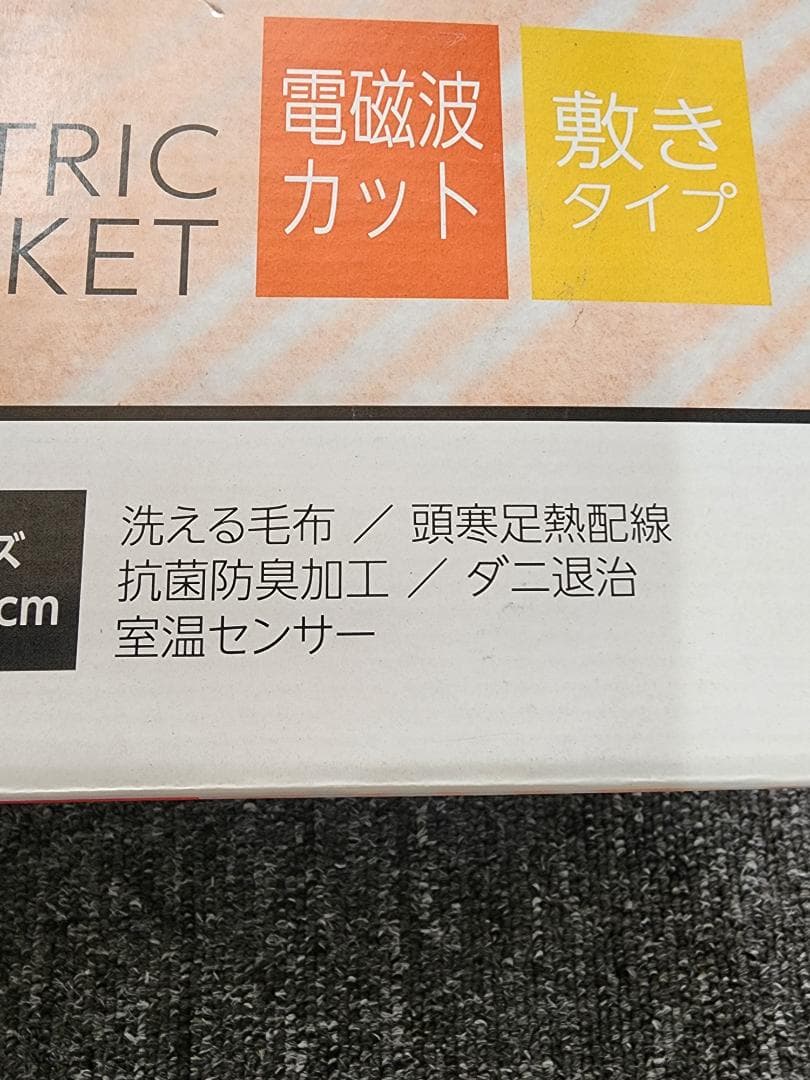 TRIC
KET
電磁波
カット
敷き
タイプ
ズ
cm
洗える毛布 ／ 頭寒足熱配線
抗菌防臭加工 ／ ダニ退治
室温センサー